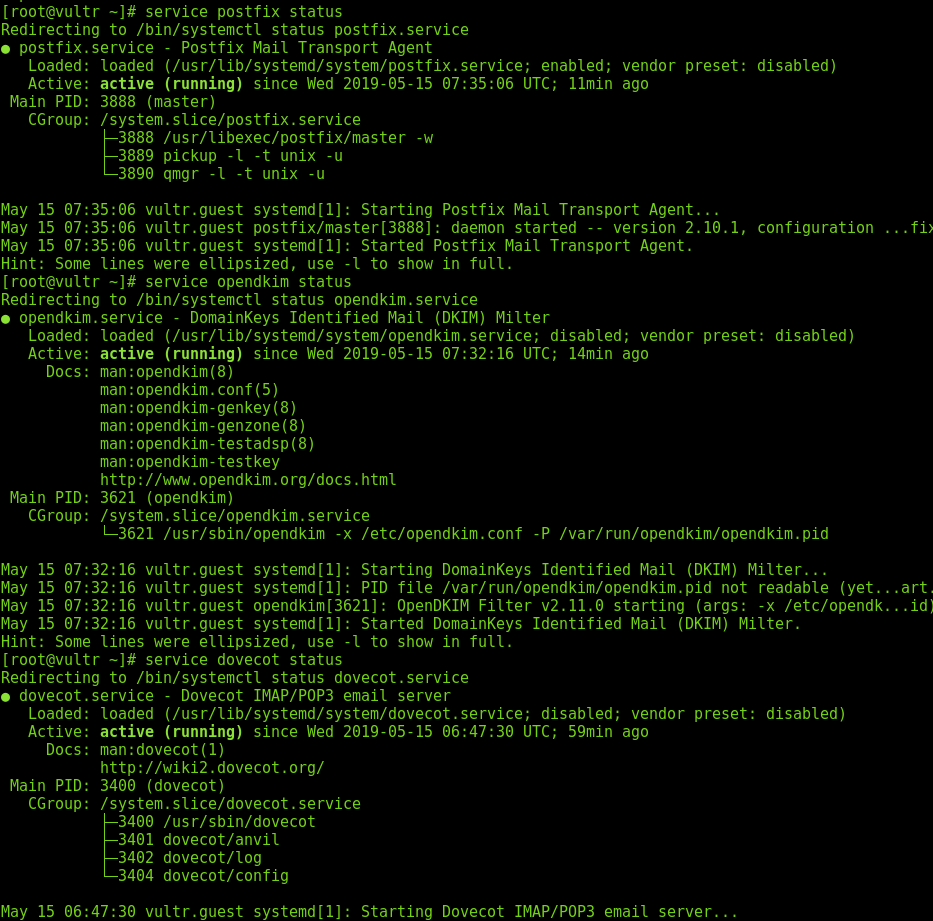 [root@vultr ~]# service postfix status
Redirecting to /bin/systemctl status postfix.service
● postfix.service - Postfix Mail Transport Agent
   Loaded: loaded (/usr/lib/systemd/system/postfix.service; enabled; vendor preset: disabled)
   Active: active (running) since Wed 2019-05-15 07:35:06 UTC; 11min ago
 Main PID: 3888 (master)
   CGroup: /system.slice/postfix.service
           ├─3888 /usr/libexec/postfix/master -w
           ├─3889 pickup -l -t unix -u
           └─3890 qmgr -l -t unix -u

May 15 07:35:06 vultr.guest systemd[1]: Starting Postfix Mail Transport Agent...
May 15 07:35:06 vultr.guest postfix/master[3888]: daemon started -- version 2.10.1, configuration ...fix
May 15 07:35:06 vultr.guest systemd[1]: Started Postfix Mail Transport Agent.
Hint: Some lines were ellipsized, use -l to show in full.
[root@vultr ~]# service opendkim status
Redirecting to /bin/systemctl status opendkim.service
● opendkim.service - DomainKeys Identified Mail (DKIM) Milter
   Loaded: loaded (/usr/lib/systemd/system/opendkim.service; disabled; vendor preset: disabled)
   Active: active (running) since Wed 2019-05-15 07:32:16 UTC; 14min ago
     Docs: man:opendkim(8)
           man:opendkim.conf(5)
           man:opendkim-genkey(8)
           man:opendkim-genzone(8)
           man:opendkim-testadsp(8)
           man:opendkim-testkey
           http://www.opendkim.org/docs.html
 Main PID: 3621 (opendkim)
   CGroup: /system.slice/opendkim.service
           └─3621 /usr/sbin/opendkim -x /etc/opendkim.conf -P /var/run/opendkim/opendkim.pid

May 15 07:32:16 vultr.guest systemd[1]: Starting DomainKeys Identified Mail (DKIM) Milter...
May 15 07:32:16 vultr.guest systemd[1]: PID file /var/run/opendkim/opendkim.pid not readable (yet...art.
May 15 07:32:16 vultr.guest opendkim[3621]: OpenDKIM Filter v2.11.0 starting (args: -x /etc/opendk...id)
May 15 07:32:16 vultr.guest systemd[1]: Started DomainKeys Identified Mail (DKIM) Milter.
Hint: Some lines were ellipsized, use -l to show in full.
[root@vultr ~]# service dovecot status
Redirecting to /bin/systemctl status dovecot.service
● dovecot.service - Dovecot IMAP/POP3 email server
   Loaded: loaded (/usr/lib/systemd/system/dovecot.service; disabled; vendor preset: disabled)
   Active: active (running) since Wed 2019-05-15 06:47:30 UTC; 59min ago
     Docs: man:dovecot(1)
           http://wiki2.dovecot.org/
 Main PID: 3400 (dovecot)
   CGroup: /system.slice/dovecot.service
           ├─3400 /usr/sbin/dovecot
           ├─3401 dovecot/anvil
           ├─3402 dovecot/log
           └─3404 dovecot/config

May 15 06:47:30 vultr.guest systemd[1]: Starting Dovecot IMAP/POP3 email server...